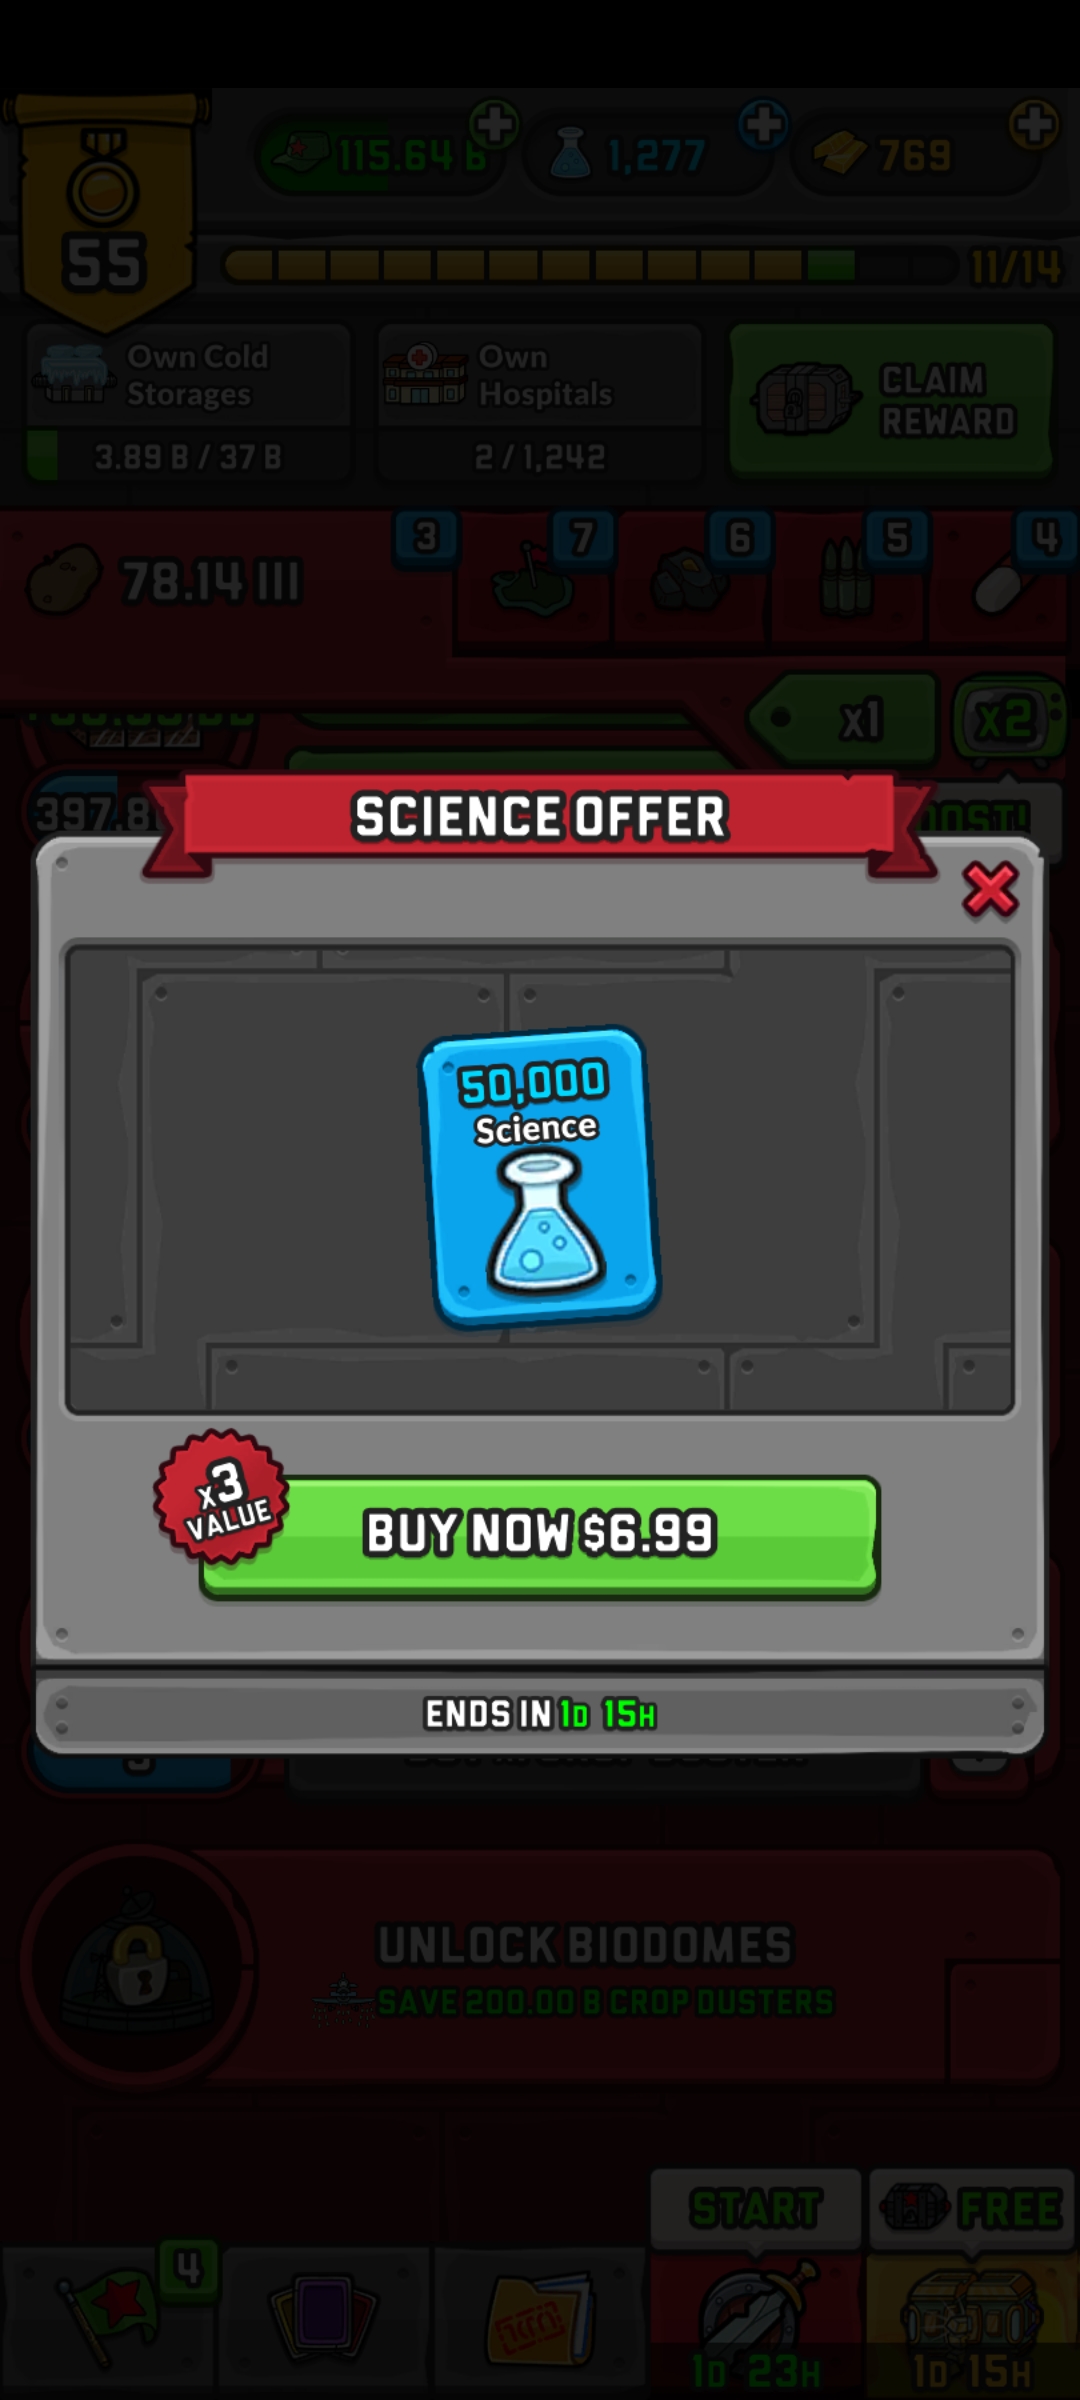 115.64 B
1,277
769
55
11/14
Own Cold
Storages
3.89 B / 37 B
Own
Hospitals
2 / 1,242
CLAIM
REWARD
78.14 III
3
7
6
5
4
x1
x2
397.8
OOST!
SCIENCE OFFER
50,000
Science
x3
VALUE
BUY NOW $6.99
ENDS IN 1D 15H
UNLOCK BIODOMES
SAVE 200.00 B CROP DUSTERS
START
FREE
4
1D 23H
1D 15H